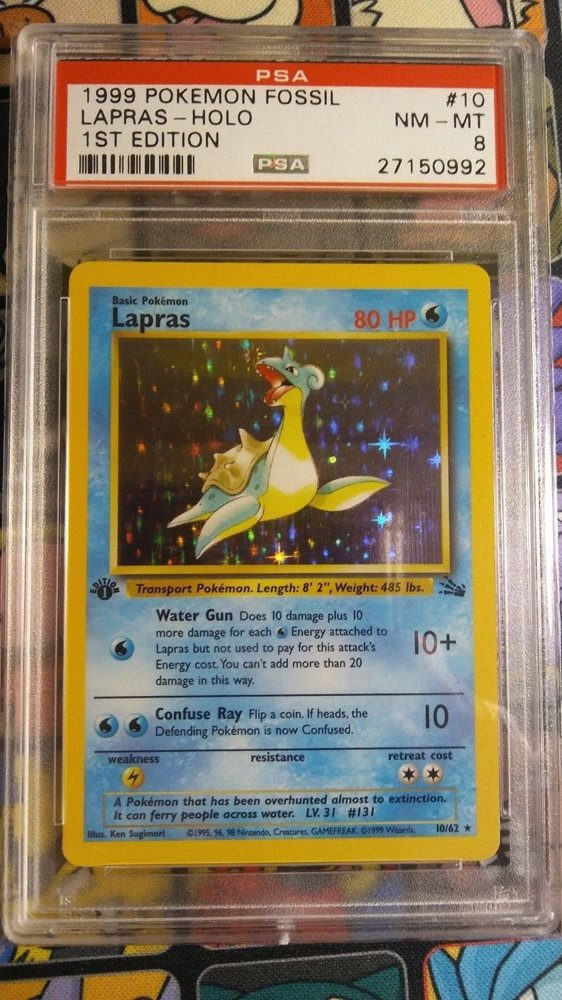 PSA
1999 POKEMON FOSSIL #10
LAPRAS - HOLO NM - MT
1ST EDITION 8
PSA 27150992
Basic Pokémon
Lapras 80 HP
EDITION
1
Transport Pokémon. Length: 8' 2", Weight: 485 lbs.
Water Gun Does 10 damage plus 10
more damage for each Energy attached to
Lapras but not used to pay for this attack's
Energy cost. You can't add more than 20
damage in this way.
10+
Confuse Ray Flip a coin. If heads, the
Defending Pokémon is now Confused.
10
weakness resistance retreat cost
A Pokémon that has been overhunted almost to extinction.
It can ferry people across water. LV. 31 #131
Illus. Ken Sugimori ©1995, 96, 98 Nintendo, Creatures, GAMEFREAK. ©1999 Wizards. 10/62 ★